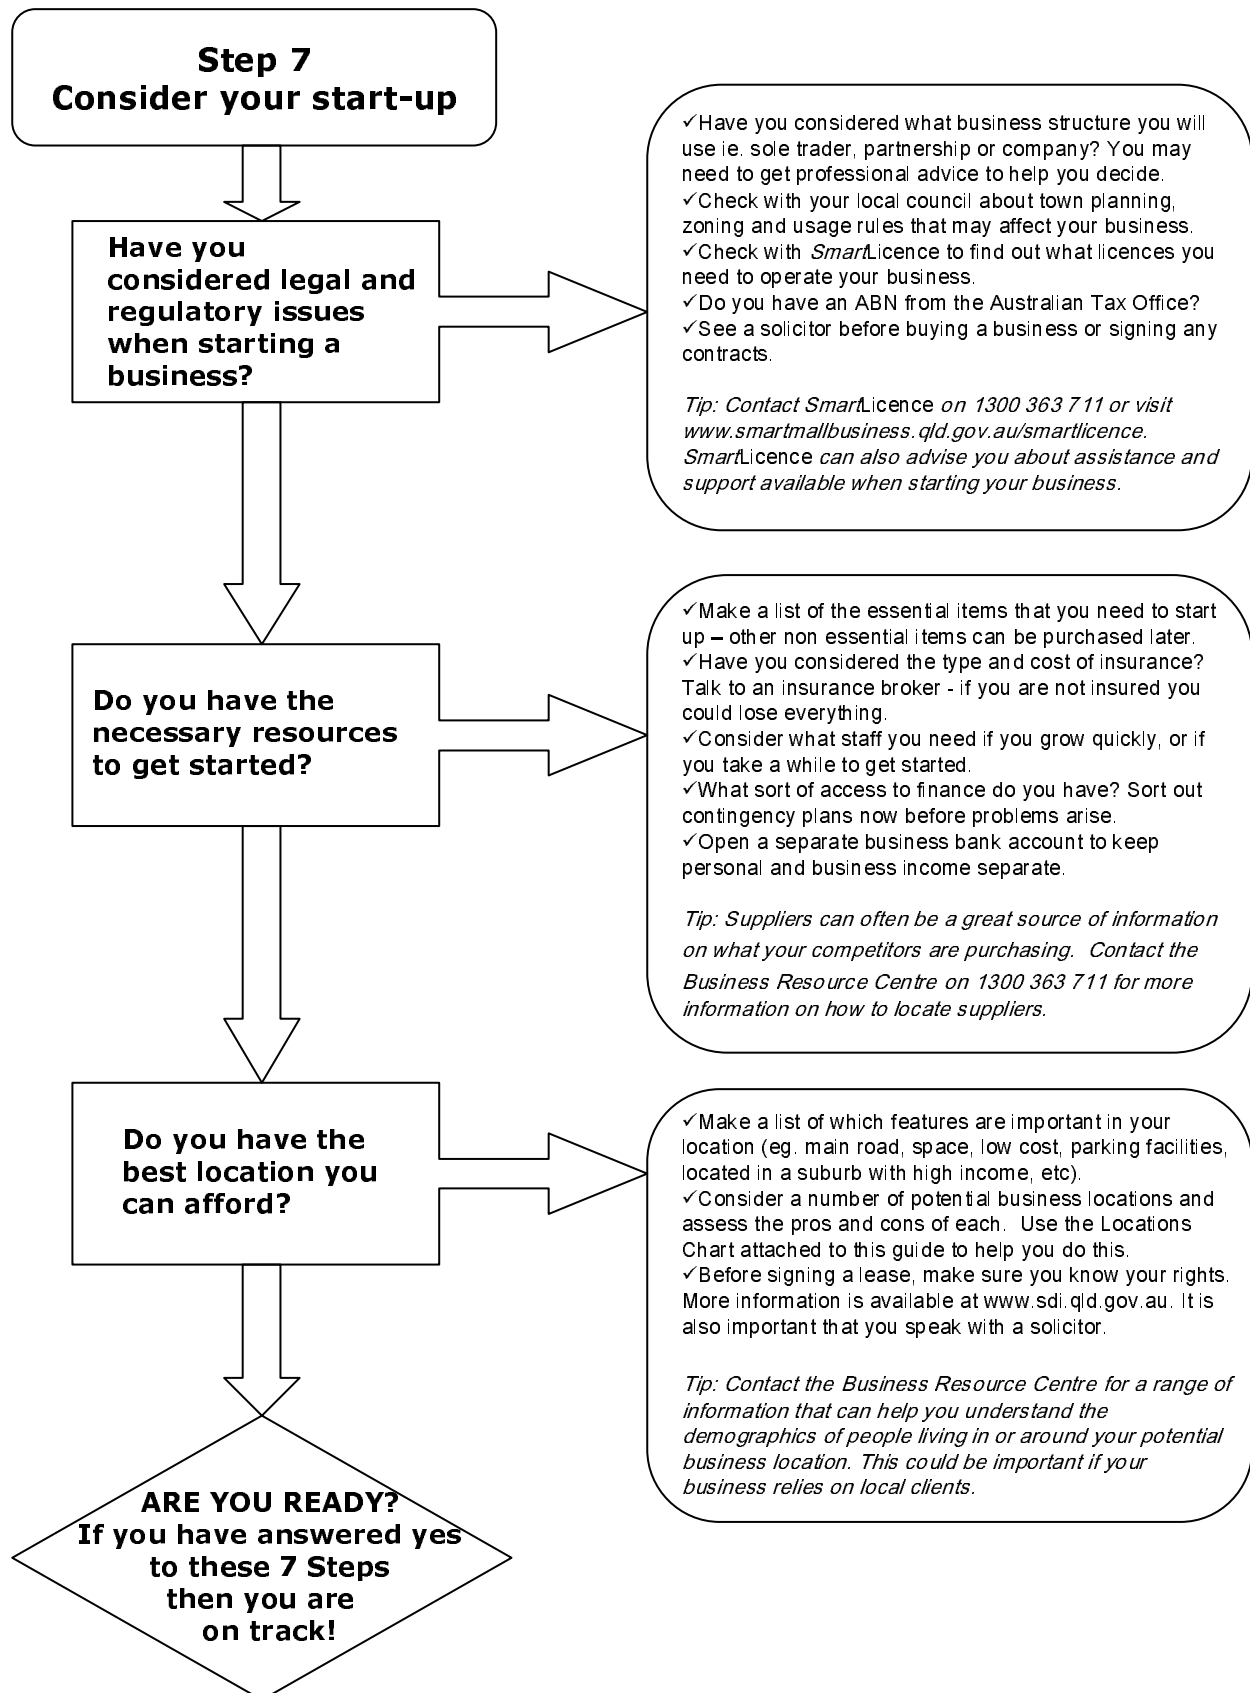 Step 7
Consider your start-up
Have you
considered legal and
regulatory issues
when starting a
business?
✓Have you considered what business structure you will
use ie. sole trader, partnership or company? You may
need to get professional advice to help you decide.
✓Check with your local council about town planning,
zoning and usage rules that may affect your business.
✓Check with SmartLicence to find out what licences you
need to operate your business.
✓Do you have an ABN from the Australian Tax Office?
✓See a solicitor before buying a business or signing any
contracts.
Tip: Contact SmartLicence on 1300 363 711 or visit
www.smartmallbusiness.qld.gov.au/smartlicence.
SmartLicence can also advise you about assistance and
support available when starting your business.
Do you have the
necessary resources
to get started?
✓Make a list of the essential items that you need to start
up – other non essential items can be purchased later.
✓Have you considered the type and cost of insurance?
Talk to an insurance broker - if you are not insured you
could lose everything.
✓Consider what staff you need if you grow quickly, or if
you take a while to get started.
✓What sort of access to finance do you have? Sort out
contingency plans now before problems arise.
✓Open a separate business bank account to keep
personal and business income separate.
Tip: Suppliers can often be a great source of information
on what your competitors are purchasing.  Contact the
Business Resource Centre on 1300 363 711 for more
information on how to locate suppliers.
Do you have the
best location you
can afford?
✓Make a list of which features are important in your
location (eg. main road, space, low cost, parking facilities,
located in a suburb with high income, etc).
✓Consider a number of potential business locations and
assess the pros and cons of each.  Use the Locations
Chart attached to this guide to help you do this.
✓Before signing a lease, make sure you know your rights.
More information is available at www.sdi.qld.gov.au. It is
also important that you speak with a solicitor.
Tip: Contact the Business Resource Centre for a range of
information that can help you understand the
demographics of people living in or around your potential
business location. This could be important if your
business relies on local clients.
ARE YOU READY?
If you have answered yes
to these 7 Steps
then you are
on track!